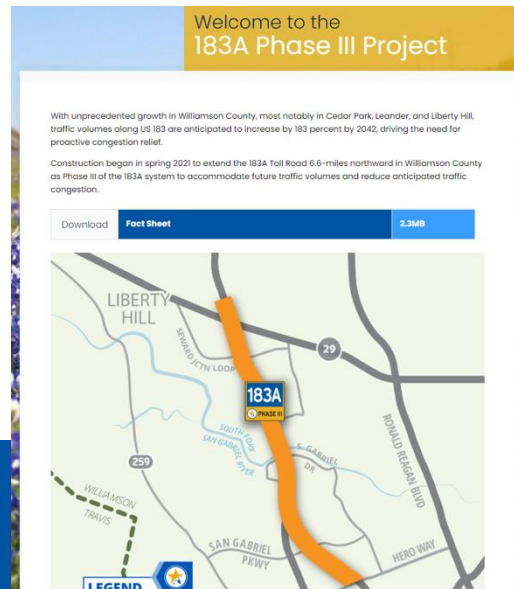 Welcome to the
183A Phase III Project
With unprecedented growth in Williamson County, most notably in Cedar Park, Leander, and Liberty Hill,
traffic volumes along US 183 are anticipated to increase by 183 percent by 2042, driving the need for
proactive congestion relief.
Construction began in spring 2021 to extend the 183A Toll Road 6.6-miles northward in Williamson County
as Phase III of the 183A system to accommodate future traffic volumes and reduce anticipated traffic
congestion.
Download Fact Sheet 2.3MB
LIBERTY
HILL
SEWARD JCTN LOOP
29
183A
PHASE III
SOUTH FORK
SAN GABRIEL RIVER
S. GABRIEL
DR
RONALD REAGAN BLVD
259
WILLIAMSON
TRAVIS
SAN GABRIEL
PKWY
HERO WAY
LEGEND